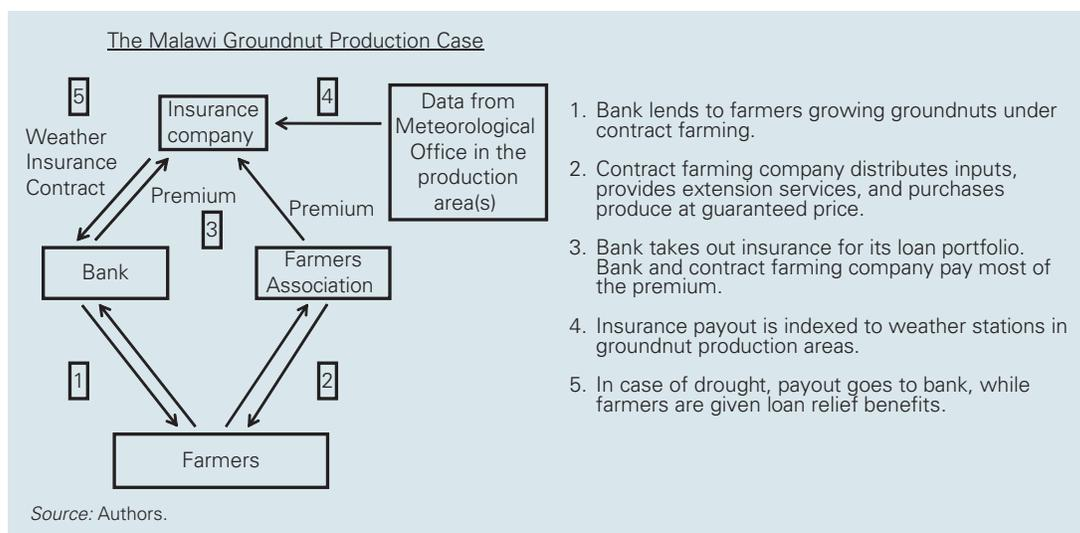 The Malawi Groundnut Production Case
5
Weather
Insurance
Contract
Insurance
company
4
Data from
Meteorological
Office in the
production
area(s)
Premium
3
Premium
Bank
Farmers
Association
1
2
Farmers
1. Bank lends to farmers growing groundnuts under
contract farming.
2. Contract farming company distributes inputs,
provides extension services, and purchases
produce at guaranteed price.
3. Bank takes out insurance for its loan portfolio.
Bank and contract farming company pay most of
the premium.
4. Insurance payout is indexed to weather stations in
groundnut production areas.
5. In case of drought, payout goes to bank, while
farmers are given loan relief benefits.
Source: Authors.